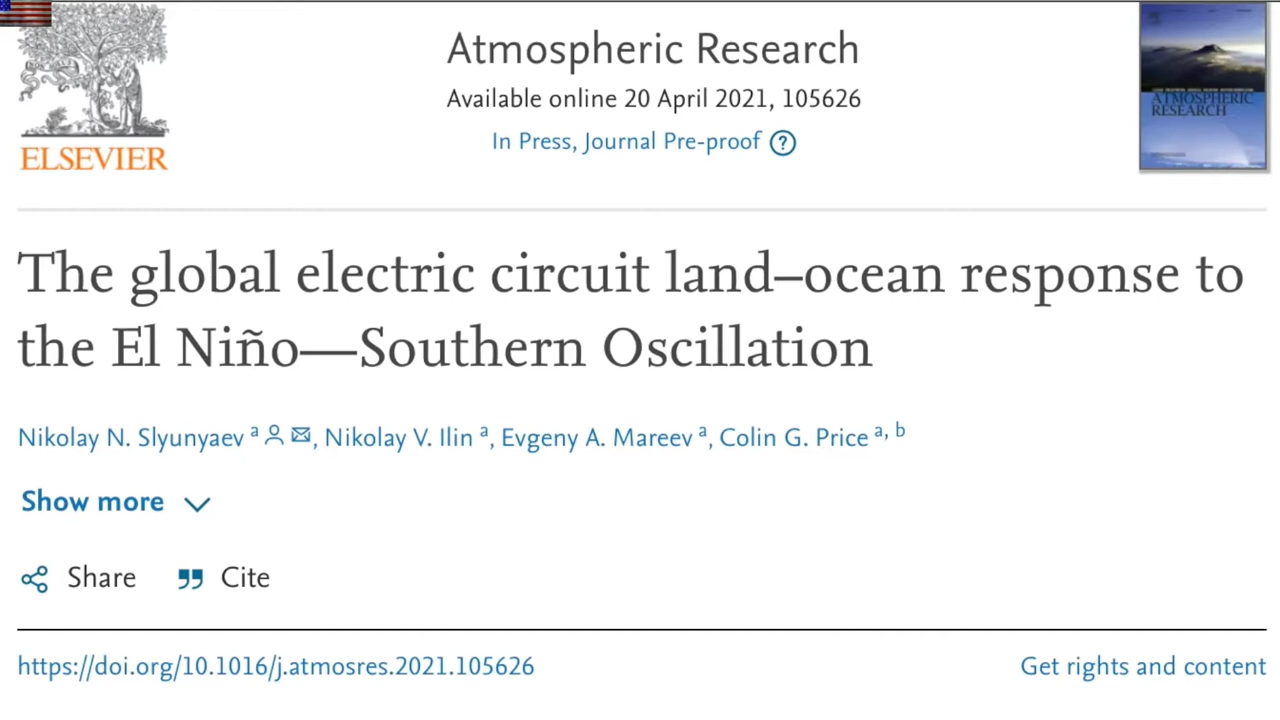 ELSEVIER
Atmospheric Research
Available online 20 April 2021, 105626
In Press, Journal Pre-proof ?
ATMOSPHERIC
RESEARCH
The global electric circuit land–ocean response to
the El Niño—Southern Oscillation
Nikolay N. Slyunyaev a, Nikolay V. Ilin a, Evgeny A. Mareev a, Colin G. Price a, b
Show more
Share Cite
https://doi.org/10.1016/j.atmosres.2021.105626 Get rights and content